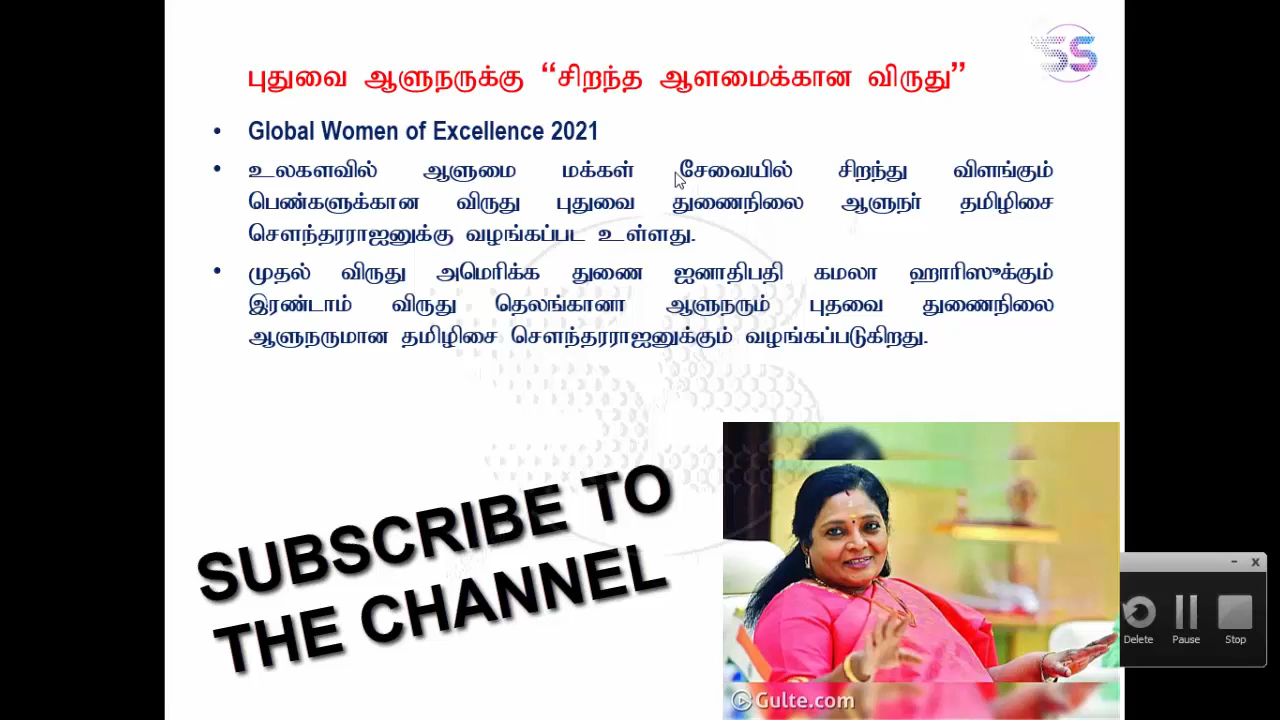 SS
புதுவை ஆளுநருக்கு “சிறந்த ஆளமைக்கான விருது”
• Global Women of Excellence 2021
• உலகளவில் ஆளுமை மக்கள் சேவையில் சிறந்து விளங்கும்
பெண்களுக்கான விருது புதுவை துணைநிலை ஆளுநர் தமிழிசை
சௌந்தரராஜனுக்கு வழங்கப்பட உள்ளது.
• முதல் விருது அமெரிக்க துணை ஜனாதிபதி கமலா ஹாரிஸுக்கும்
இரண்டாம் விருது தெலங்கானா ஆளுநரும் புதவை துணைநிலை
ஆளுநருமான தமிழிசை சௌந்தரராஜனுக்கும் வழங்கப்படுகிறது.
SUBSCRIBE TO
THE CHANNEL
Gulte.com
Delete Pause Stop